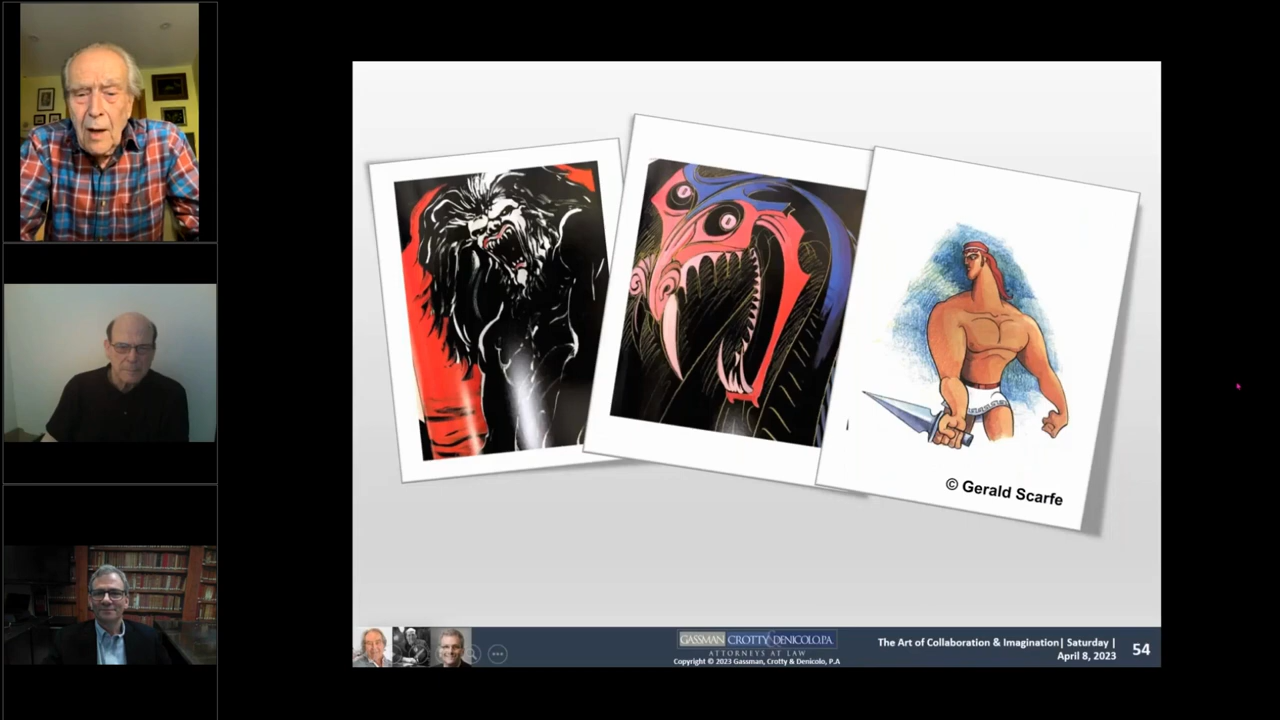 © Gerald Scarfe
GASSMAN CROTTY DENICOLO, P.A.
ATTORNEYS AT LAW
Copyright © 2023 Gassman, Crotty & Denicolo, P.A
The Art of Collaboration & Imagination| Saturday |
April 8, 2023
54